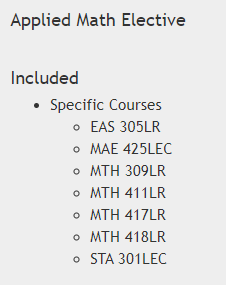 Applied Math Elective
Included
Specific Courses
EAS 305LR
MAE 425LEC
MTH 309LR
MTH 411LR
MTH 417LR
MTH 418LR
STA 301LEC